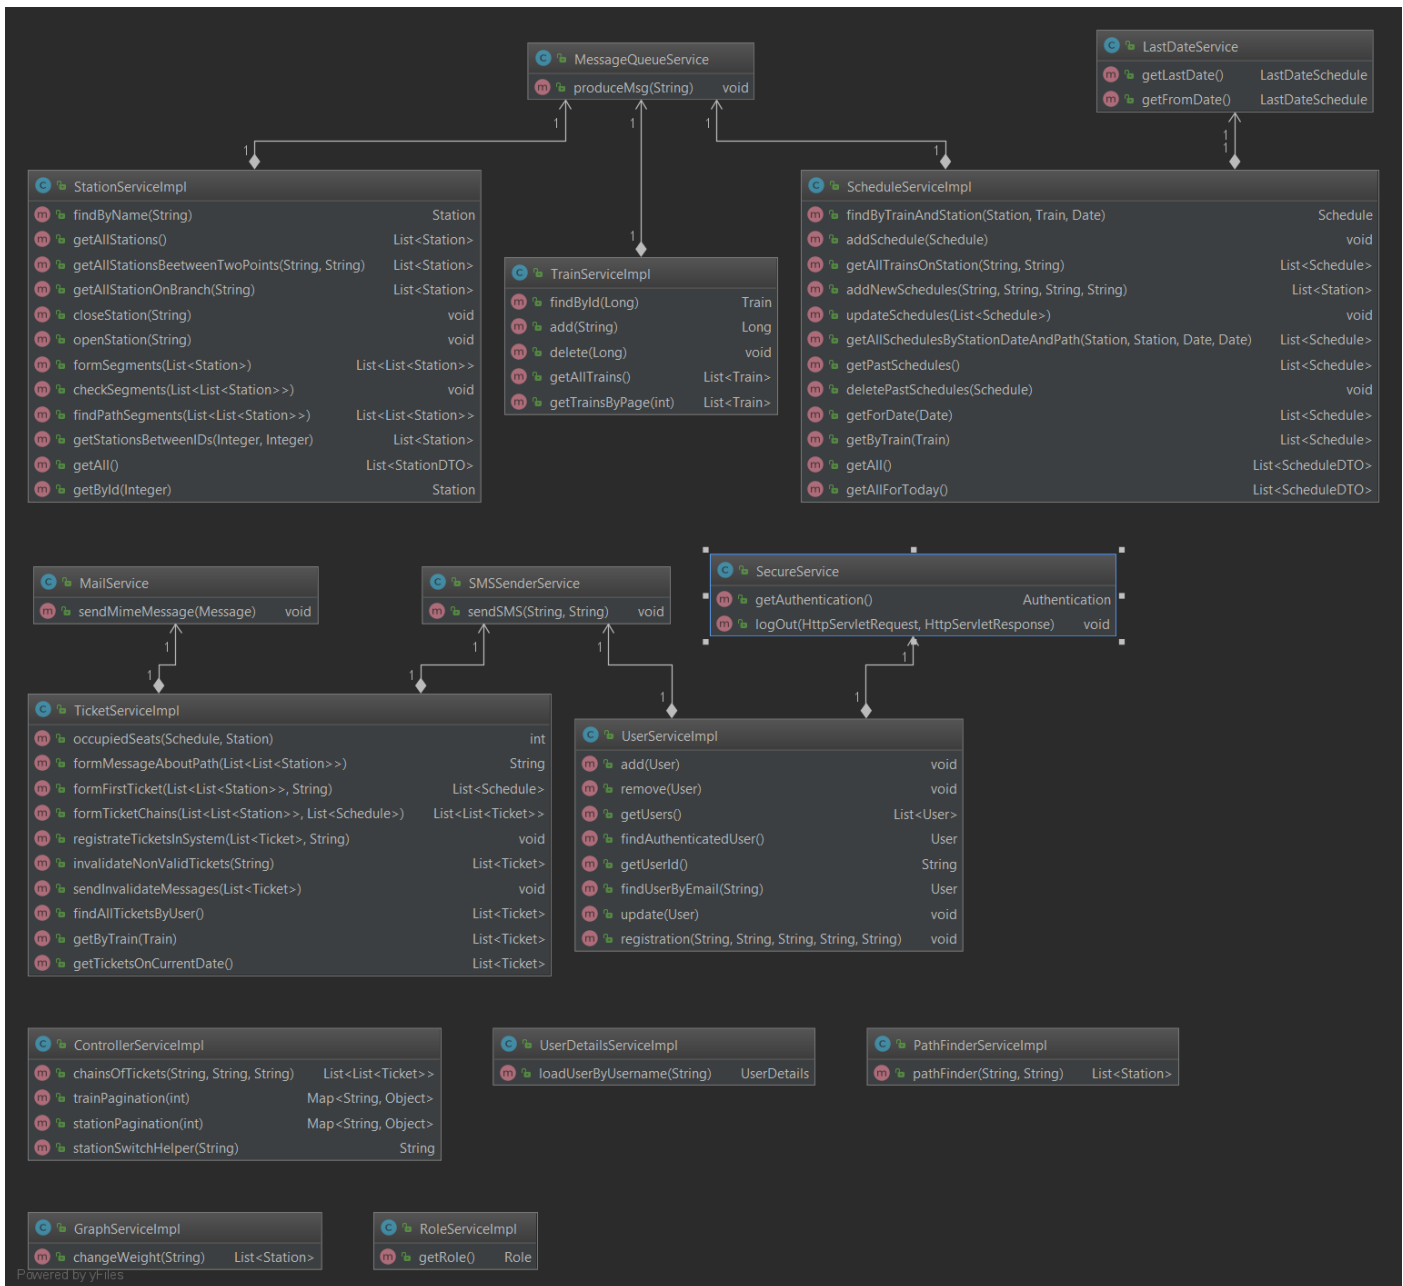 MessageQueueService
produceMsg(String) void
LastDateService
getLastDate() LastDateSchedule
getFromDate() LastDateSchedule
1
1
1
1
1
1
1
1
StationServiceImpl
findByName(String) Station
getAllStations() List<Station>
getAllStationsBeetweenTwoPoints(String, String) List<Station>
getAllStationOnBranch(String) List<Station>
closeStation(String) void
openStation(String) void
formSegments(List<Station>) List<List<Station>>
checkSegments(List<List<Station>>) void
findPathSegments(List<List<Station>>) List<List<Station>>
getStationsBetweenIDs(Integer, Integer) List<Station>
getAll() List<StationDTO>
getById(Integer) Station
TrainServiceImpl
findById(Long) Train
add(String) Long
delete(Long) void
getAllTrains() List<Train>
getTrainsByPage(int) List<Train>
ScheduleServiceImpl
findByTrainAndStation(Station, Train, Date) Schedule
addSchedule(Schedule) void
getAllTrainsOnStation(String, String) List<Schedule>
addNewSchedules(String, String, String, String) List<Station>
updateSchedules(List<Schedule>) void
getAllSchedulesByStationDateAndPath(Station, Station, Date, Date) List<Schedule>
getPastSchedules() List<Schedule>
deletePastSchedules(Schedule) void
getForDate(Date) List<Schedule>
getByTrain(Train) List<Schedule>
getAll() List<ScheduleDTO>
getAllForToday() List<ScheduleDTO>
MailService
sendMimeMessage(Message) void
SMSSenderService
sendSMS(String, String) void
SecureService
getAuthentication() Authentication
logOut(HttpServletRequest, HttpServletResponse) void
1
1
1
1
1
1
1
1
TicketServiceImpl
occupiedSeats(Schedule, Station) int
formMessageAboutPath(List<List<Station>>) String
formFirstTicket(List<List<Station>>, String) List<Schedule>
formTicketChains(List<List<Station>>, List<Schedule>) List<List<Ticket>>
registrateTicketsInSystem(List<Ticket>, String) void
invalidateNonValidTickets(String) List<Ticket>
sendInvalidateMessages(List<Ticket>) void
findAllTicketsByUser() List<Ticket>
getByTrain(Train) List<Ticket>
getTicketsOnCurrentDate() List<Ticket>
UserServiceImpl
add(User) void
remove(User) void
getUsers() List<User>
findAuthenticatedUser() User
getUserId() String
findUserByEmail(String) User
update(User) void
registration(String, String, String, String, String) void
ControllerServiceImpl
chainsOfTickets(String, String, String) List<List<Ticket>>
trainPagination(int) Map<String, Object>
stationPagination(int) Map<String, Object>
stationSwitchHelper(String) String
UserDetailsServiceImpl
loadUserByUsername(String) UserDetails
PathFinderServiceImpl
pathFinder(String, String) List<Station>
GraphServiceImpl
changeWeight(String) List<Station>
RoleServiceImpl
getRole() Role
Powered by yFiles